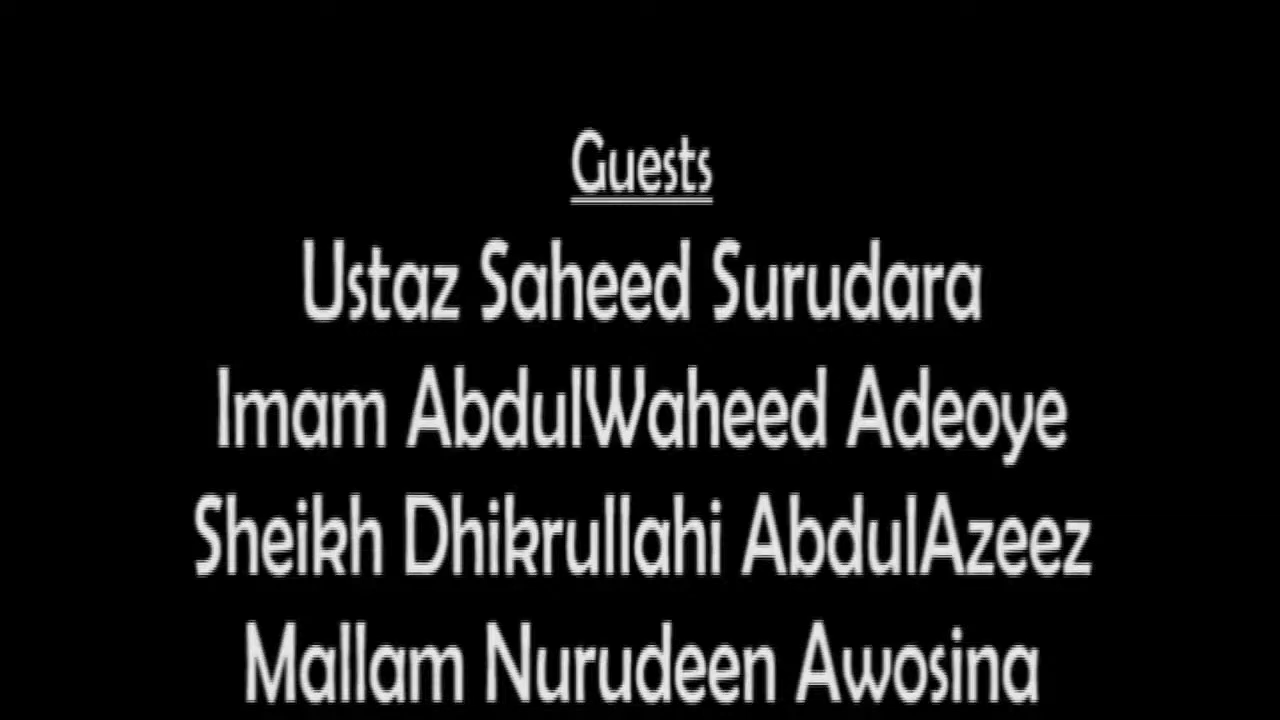 Guests
Ustaz Saheed Surudara
Imam AbdulWaheed Adeoye
Sheikh Dhikrullahi AbdulAzeez
Mallam Nurudeen Awosina